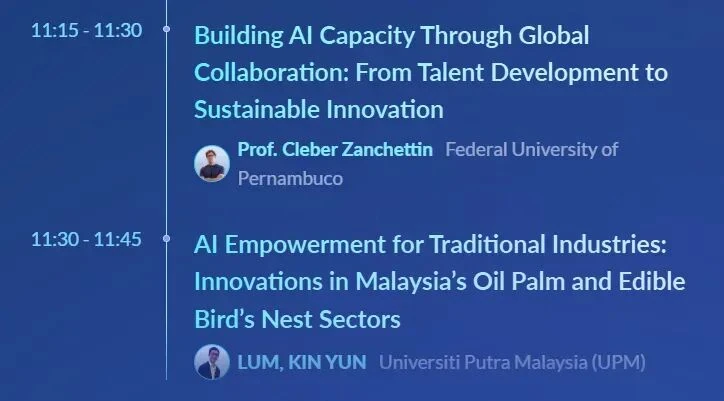 11:15 - 11:30
Building AI Capacity Through Global
Collaboration: From Talent Development to
Sustainable Innovation
Prof. Cleber Zanchettin Federal University of
Pernambuco
11:30 - 11:45
AI Empowerment for Traditional Industries:
Innovations in Malaysia’s Oil Palm and Edible
Bird’s Nest Sectors
LUM, KIN YUN Universiti Putra Malaysia (UPM)